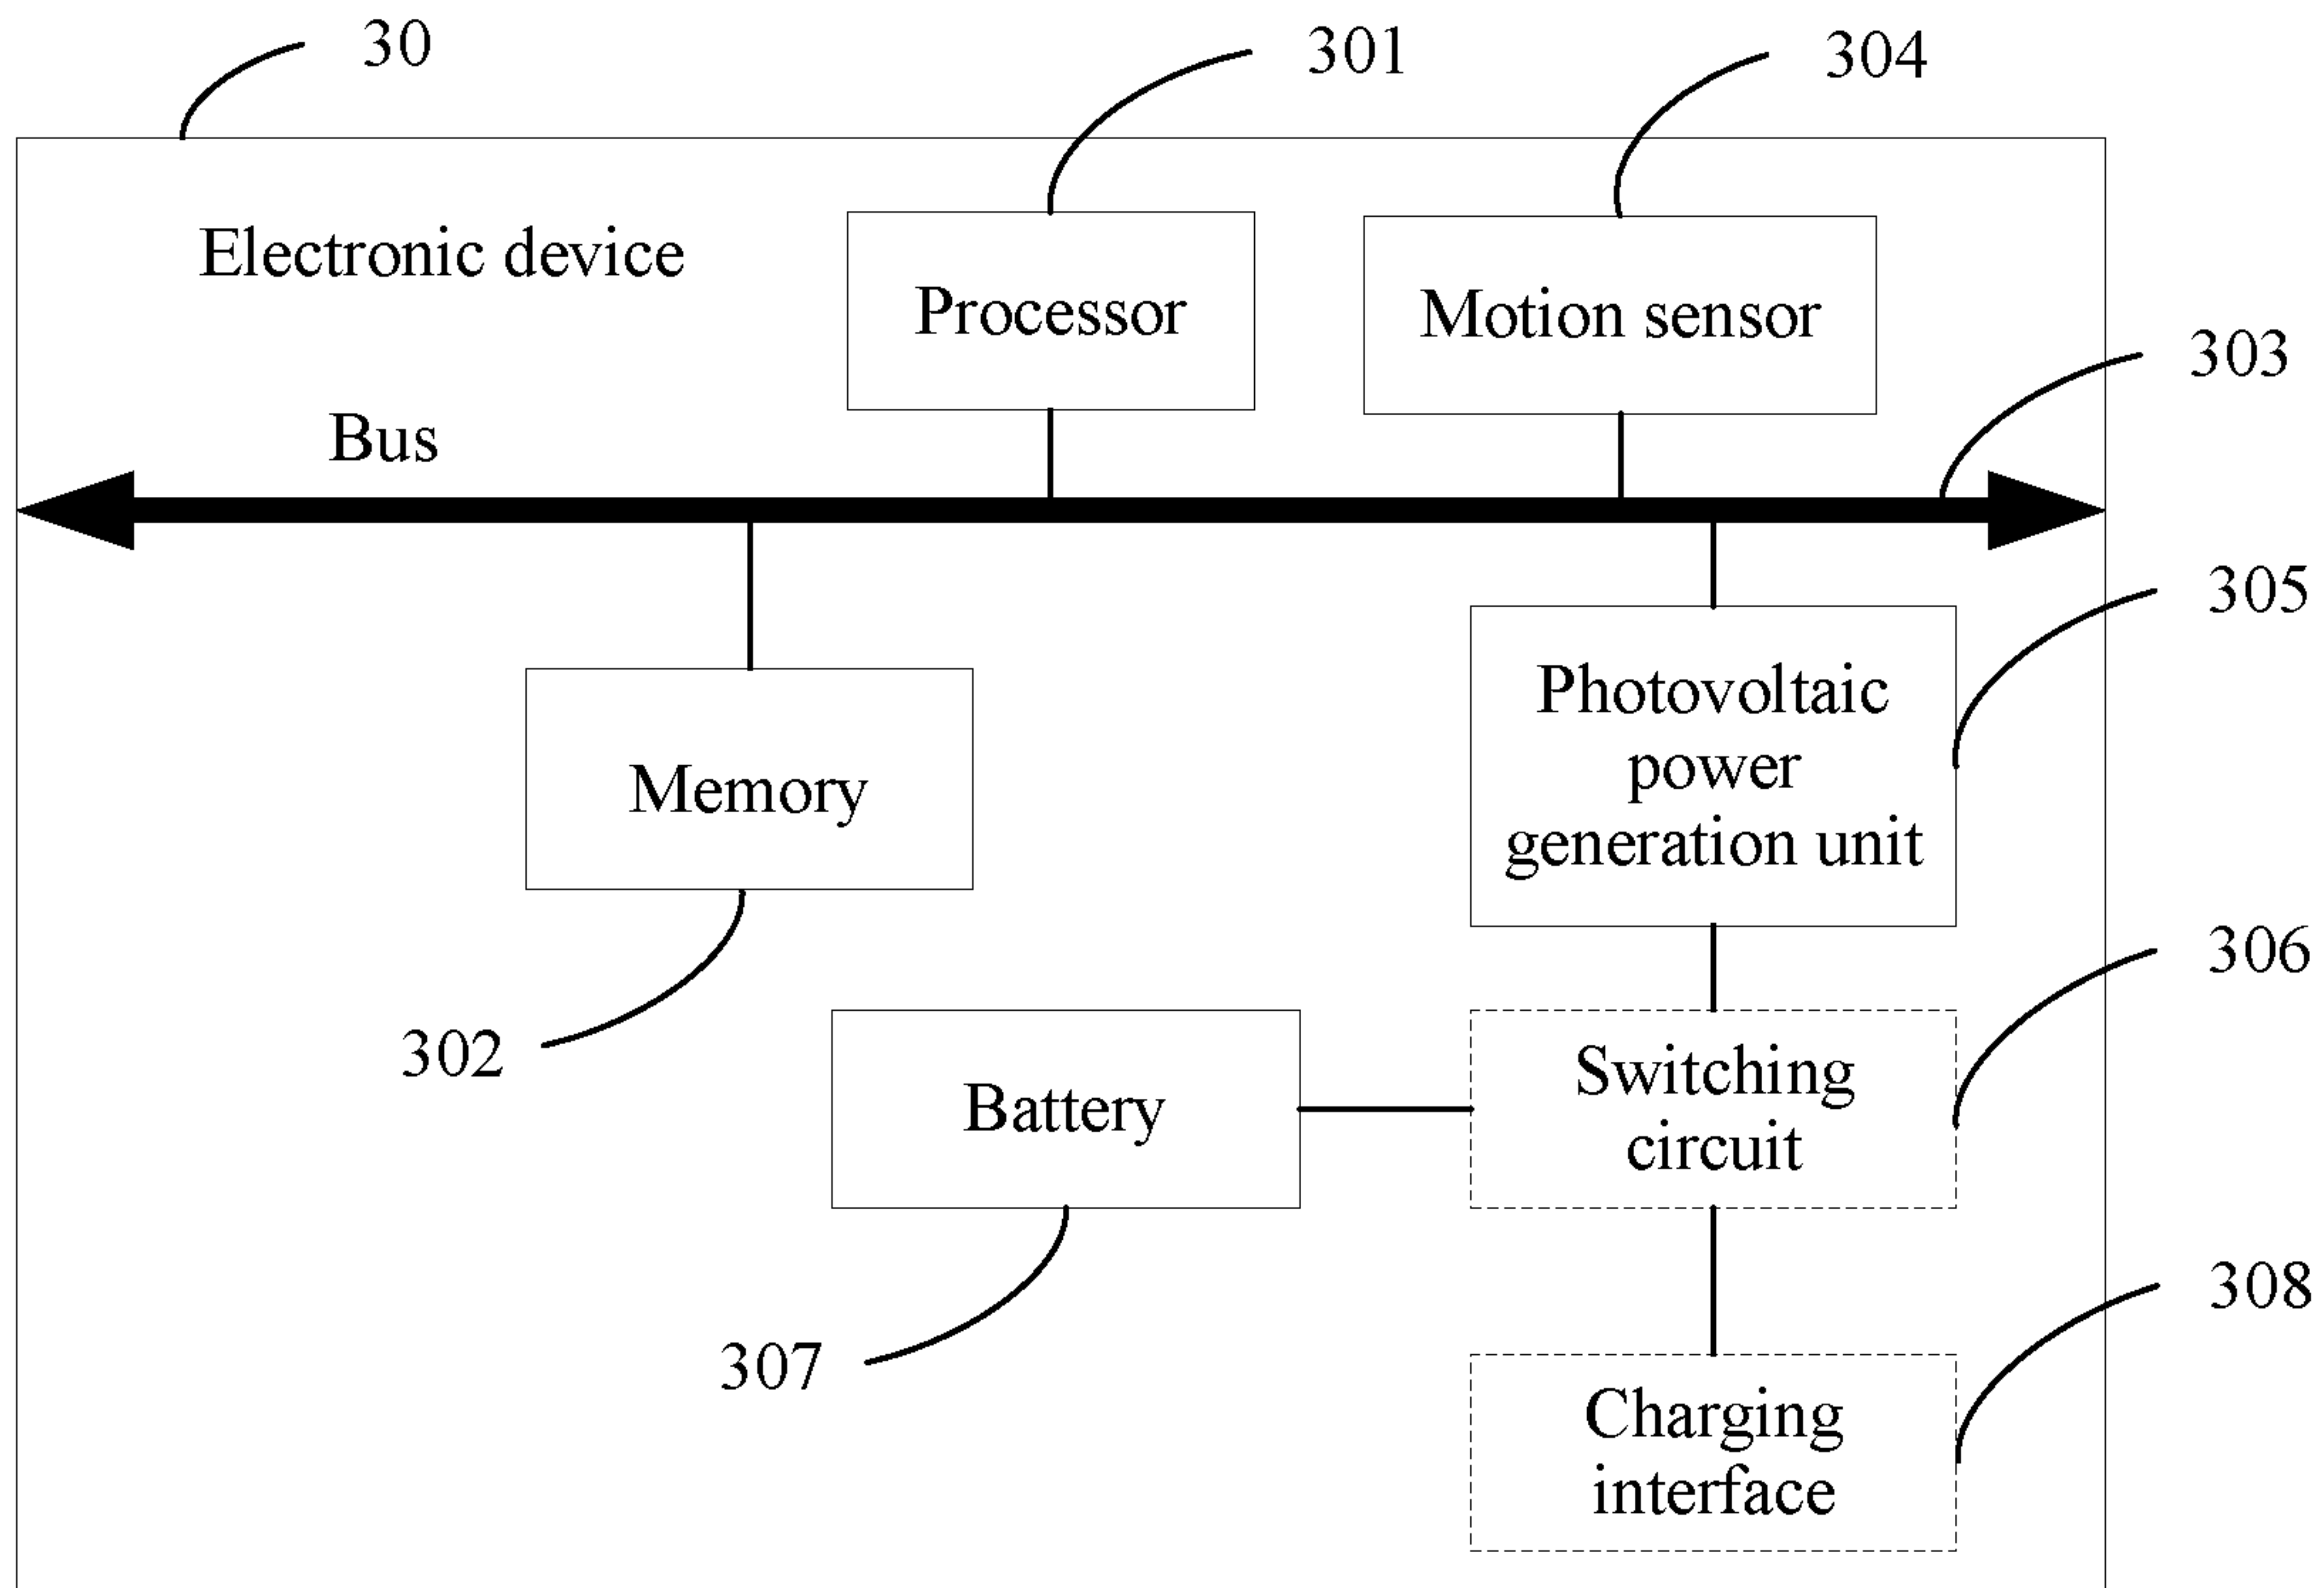 30
301
304
Electronic device
Processor
Motion sensor
303
Bus
305
Photovoltaic
power
generation unit
Memory
306
302
Battery
Switching
circuit
308
307
Charging
interface